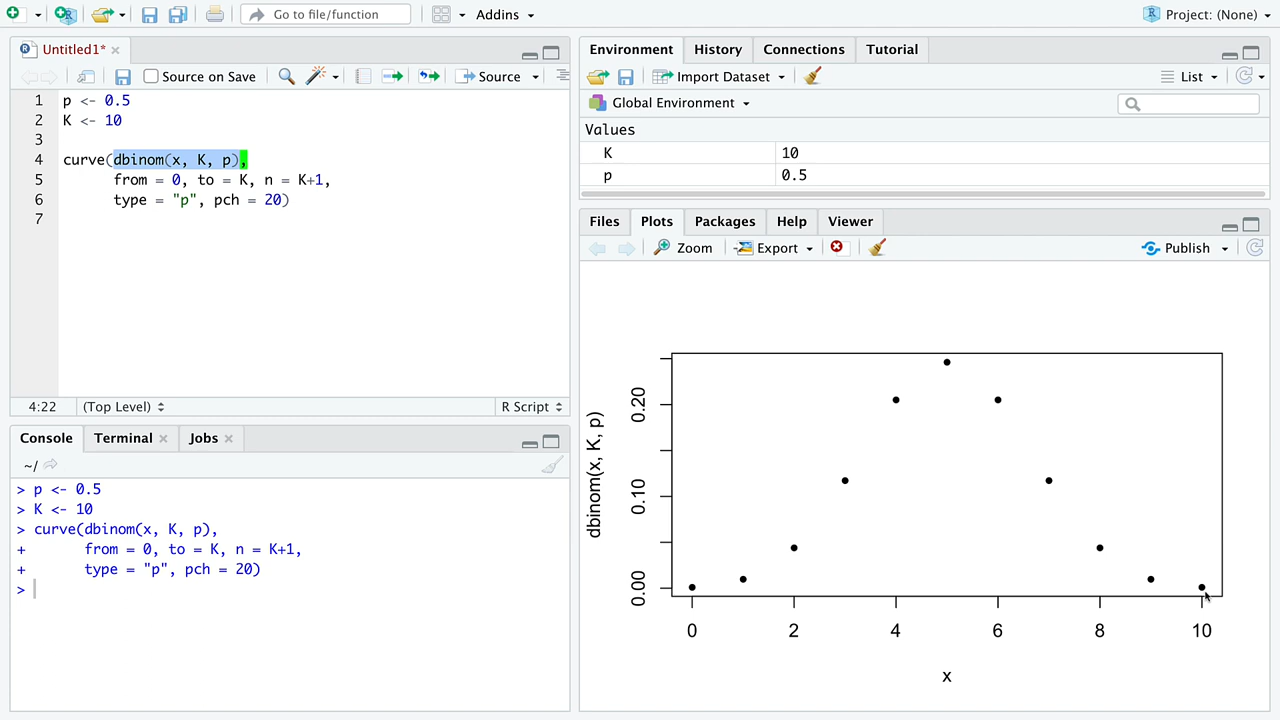 Go to file/function
Addins
Project: (None)
Untitled1*
Source on Save
Source
1 p <- 0.5
2 K <- 10
3
4 curve(dbinom(x, K, p),
5 from = 0, to = K, n = K+1,
6 type = "p", pch = 20)
7
4:22 (Top Level) R Script
Console Terminal Jobs
~/
> p <- 0.5
> K <- 10
> curve(dbinom(x, K, p),
+ from = 0, to = K, n = K+1,
+ type = "p", pch = 20)
>
Environment History Connections Tutorial
Import Dataset List
Global Environment
Values
K 10
p 0.5
Files Plots Packages Help Viewer
Zoom Export Publish
dbinom(x, K, p)
0.20
0.10
0.00
0 2 4 6 8 10
x